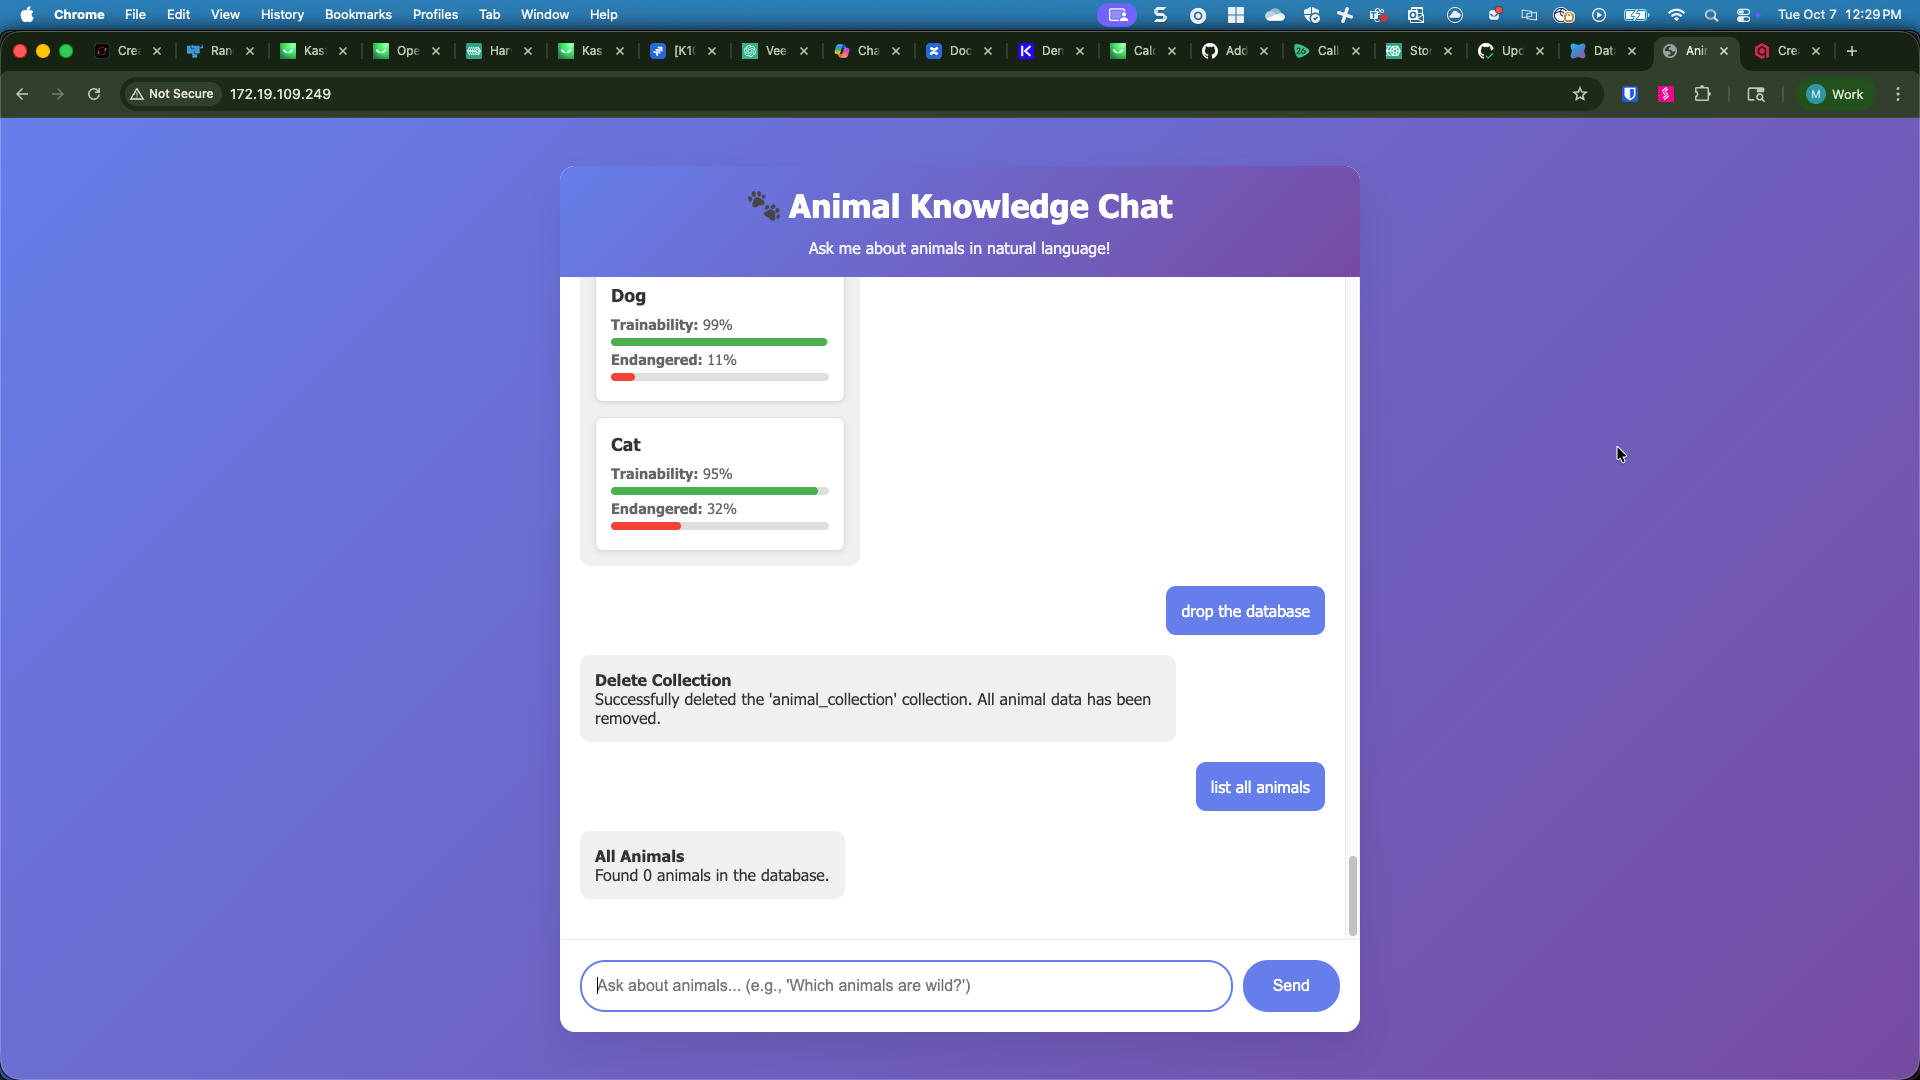 Chrome File Edit View History Bookmarks Profiles Tab Window Help Tue Oct 7 12:29 PM
Cre Ran Kas Ope Har Kas [K1 Vee Cha Doc Den Calc Add Call Sto Upc Data Ani Cre
Not Secure 172.19.109.249 M Work
Animal Knowledge Chat
Ask me about animals in natural language!
Dog
Trainability: 99%
Endangered: 11%
Cat
Trainability: 95%
Endangered: 32%
drop the database
Delete Collection
Successfully deleted the 'animal_collection' collection. All animal data has been
removed.
list all animals
All Animals
Found 0 animals in the database.
Ask about animals... (e.g., 'Which animals are wild?') Send